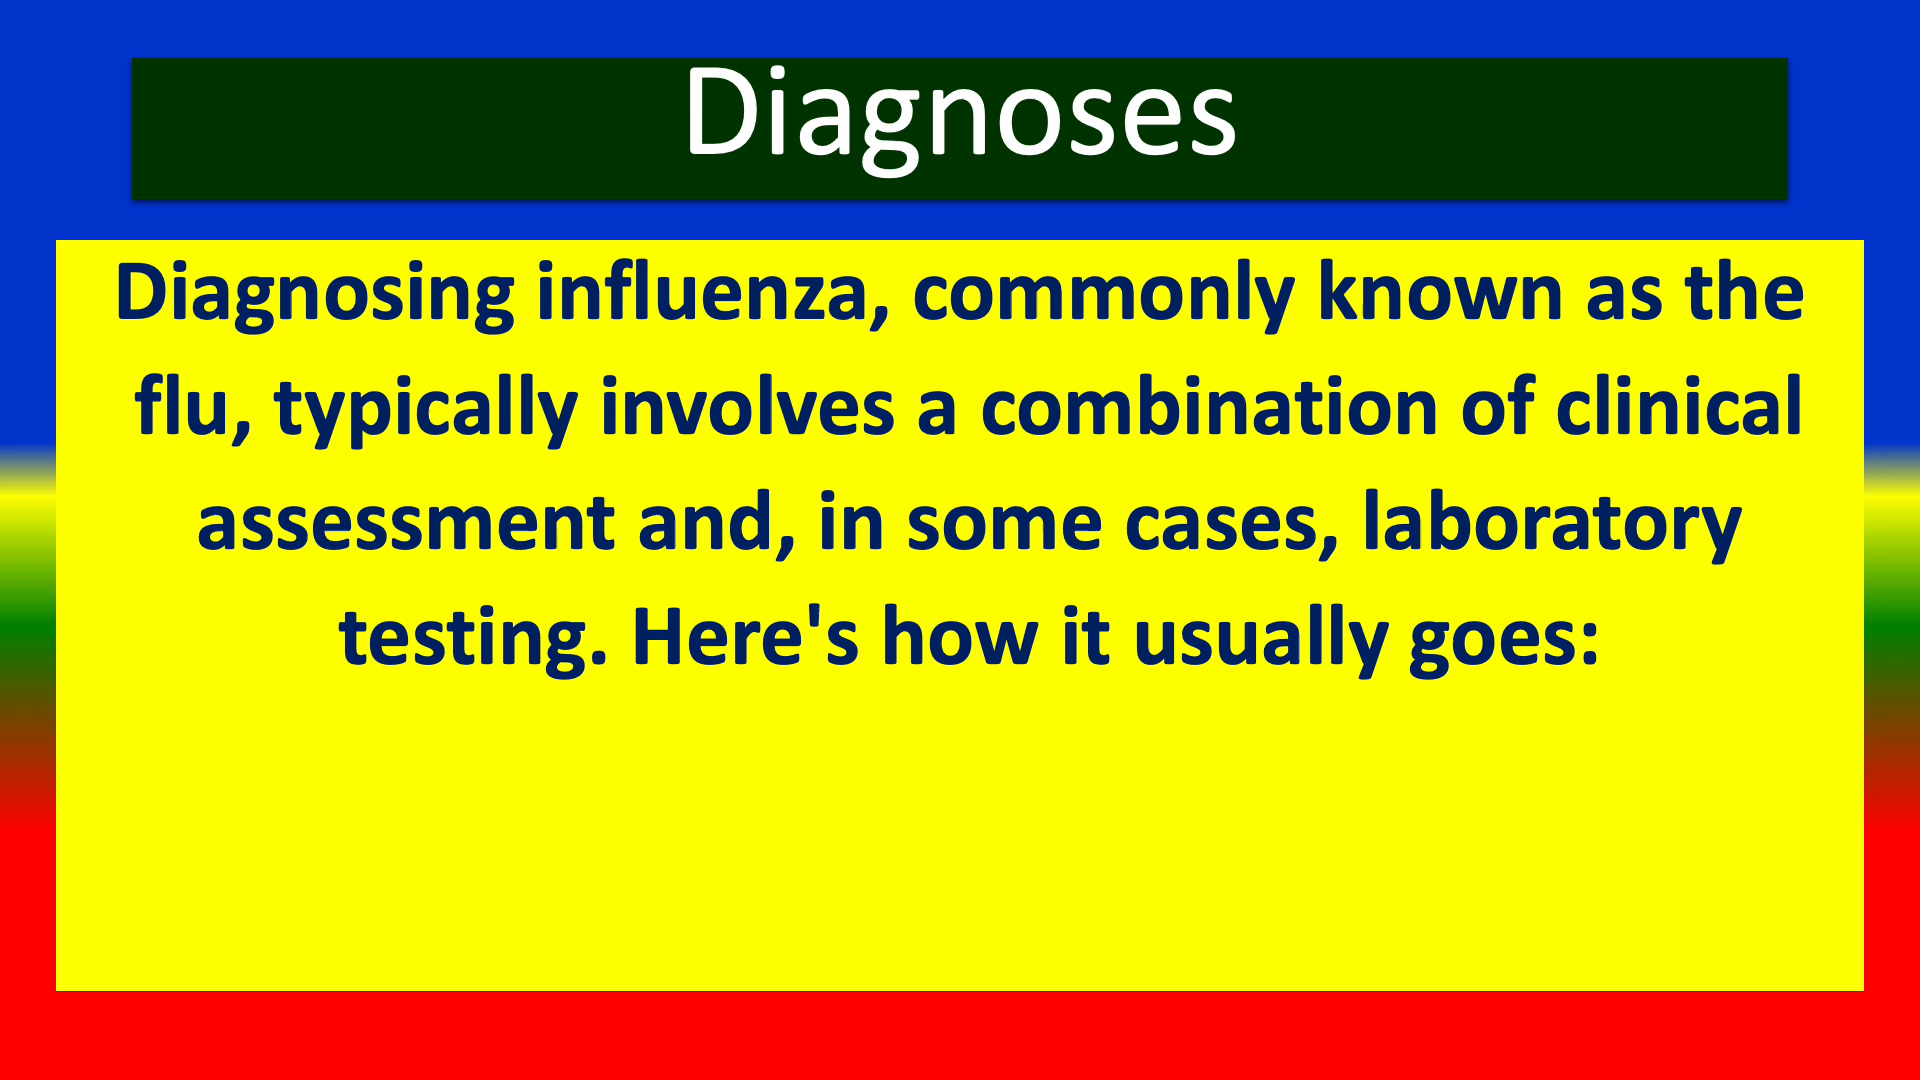 Diagnoses
Diagnosing influenza, commonly known as the
flu, typically involves a combination of clinical
assessment and, in some cases, laboratory
testing. Here's how it usually goes: